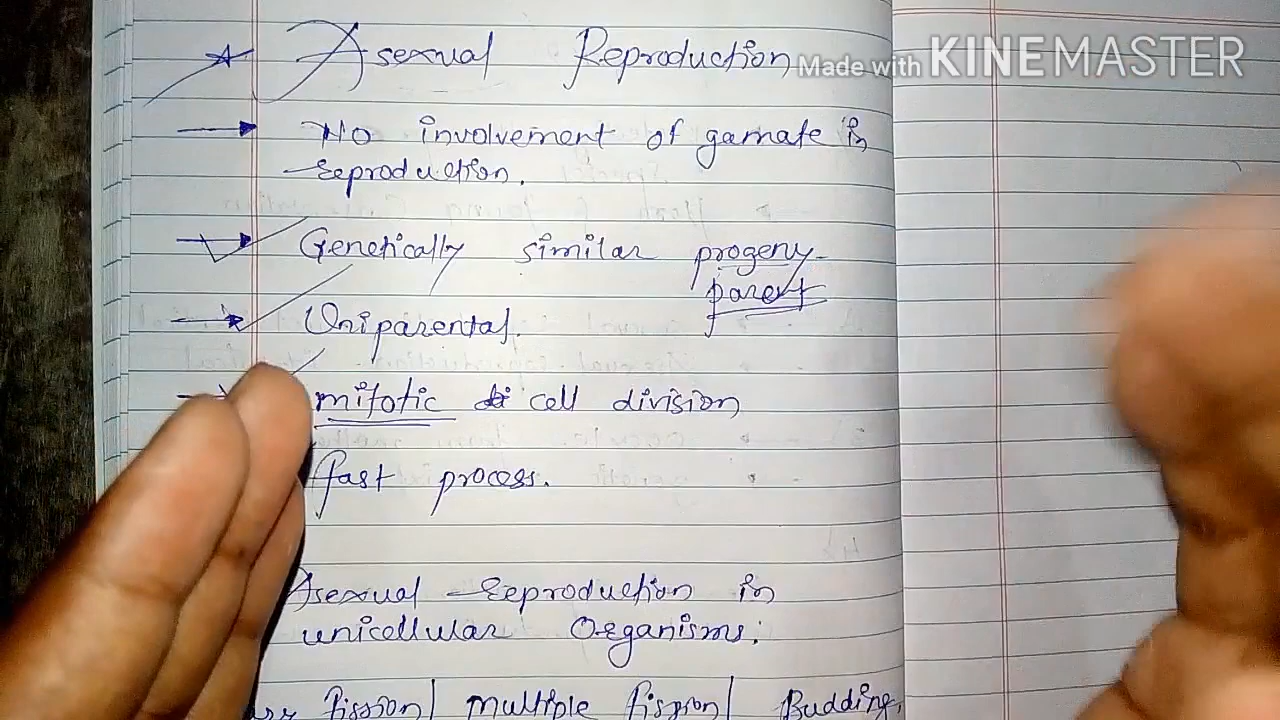 Asexual Reproduction
Made with KINEMASTER
No involvement of gamate in
reproduction.
Genetically similar progeny
parent
Uniparental.
mitotic cell division
fast process.
Asexual reproduction in
unicellular Organisms:
fission / multiple fission / Budding,